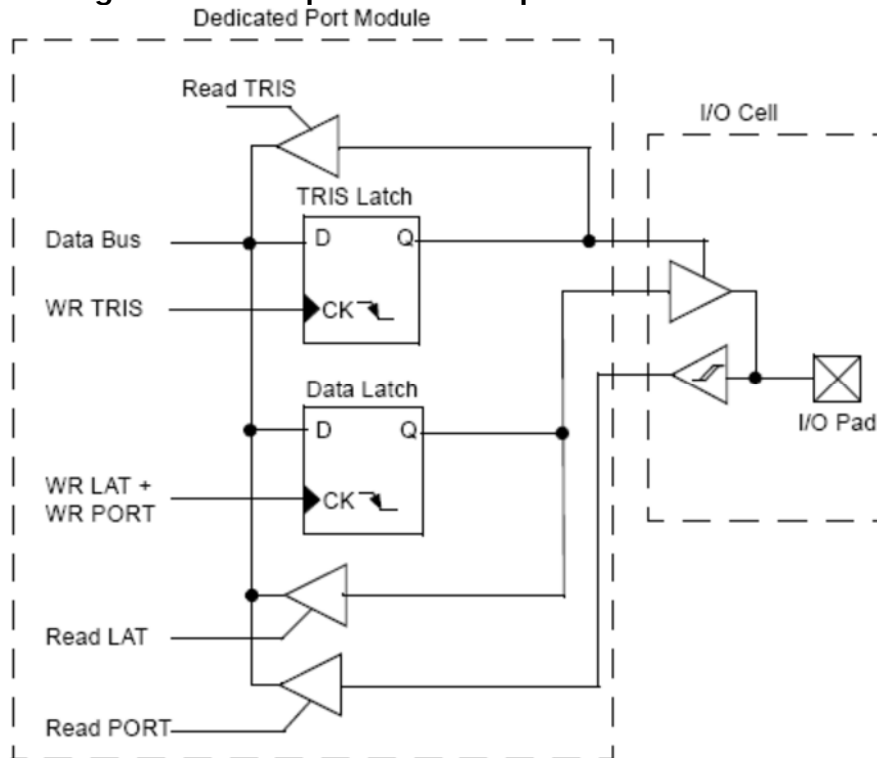 Dedicated Port Module
Read TRIS
I/O Cell
TRIS Latch
Data Bus
D
Q
WR TRIS
CK
Data Latch
D
Q
I/O Pad
WR LAT +
WR PORT
CK
Read LAT
Read PORT